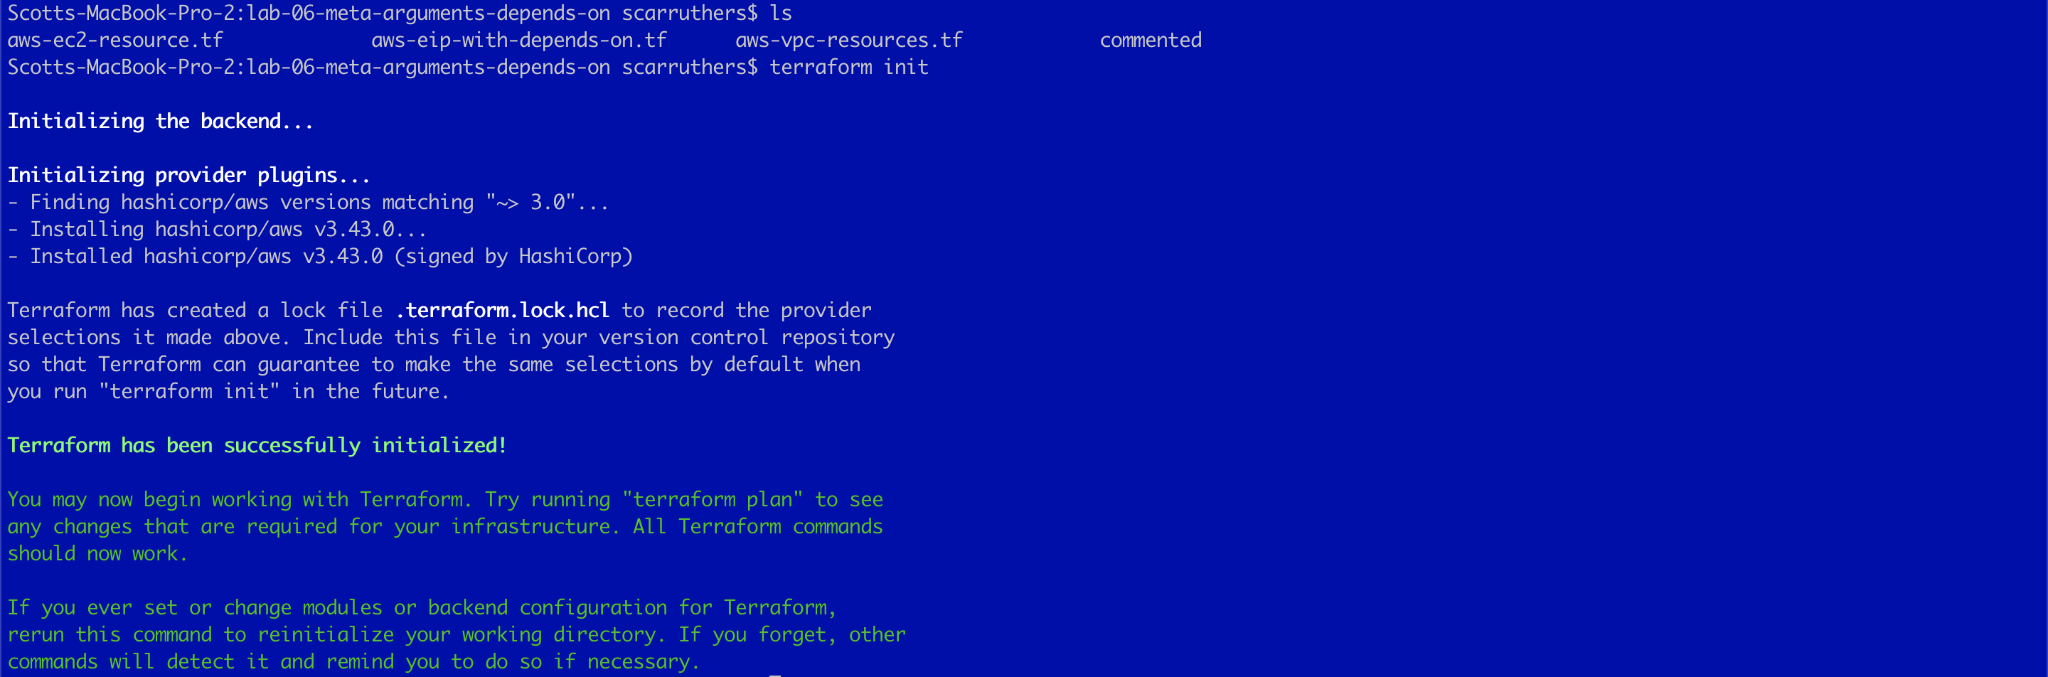 Scotts-MacBook-Pro-2:lab-06-meta-arguments-depends-on scarruthers$ ls
aws-ec2-resource.tf aws-eip-with-depends-on.tf aws-vpc-resources.tf commented
Scotts-MacBook-Pro-2:lab-06-meta-arguments-depends-on scarruthers$ terraform init
Initializing the backend...
Initializing provider plugins...
- Finding hashicorp/aws versions matching "~> 3.0"...
- Installing hashicorp/aws v3.43.0...
- Installed hashicorp/aws v3.43.0 (signed by HashiCorp)
Terraform has created a lock file .terraform.lock.hcl to record the provider
selections it made above. Include this file in your version control repository
so that Terraform can guarantee to make the same selections by default when
you run "terraform init" in the future.
Terraform has been successfully initialized!
You may now begin working with Terraform. Try running "terraform plan" to see
any changes that are required for your infrastructure. All Terraform commands
should now work.
If you ever set or change modules or backend configuration for Terraform,
rerun this command to reinitialize your working directory. If you forget, other
commands will detect it and remind you to do so if necessary.